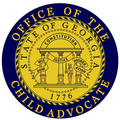 OFFICE OF THE
CHILD ADVOCATE
STATE OF GEORGIA
CONSTITUTION
1776